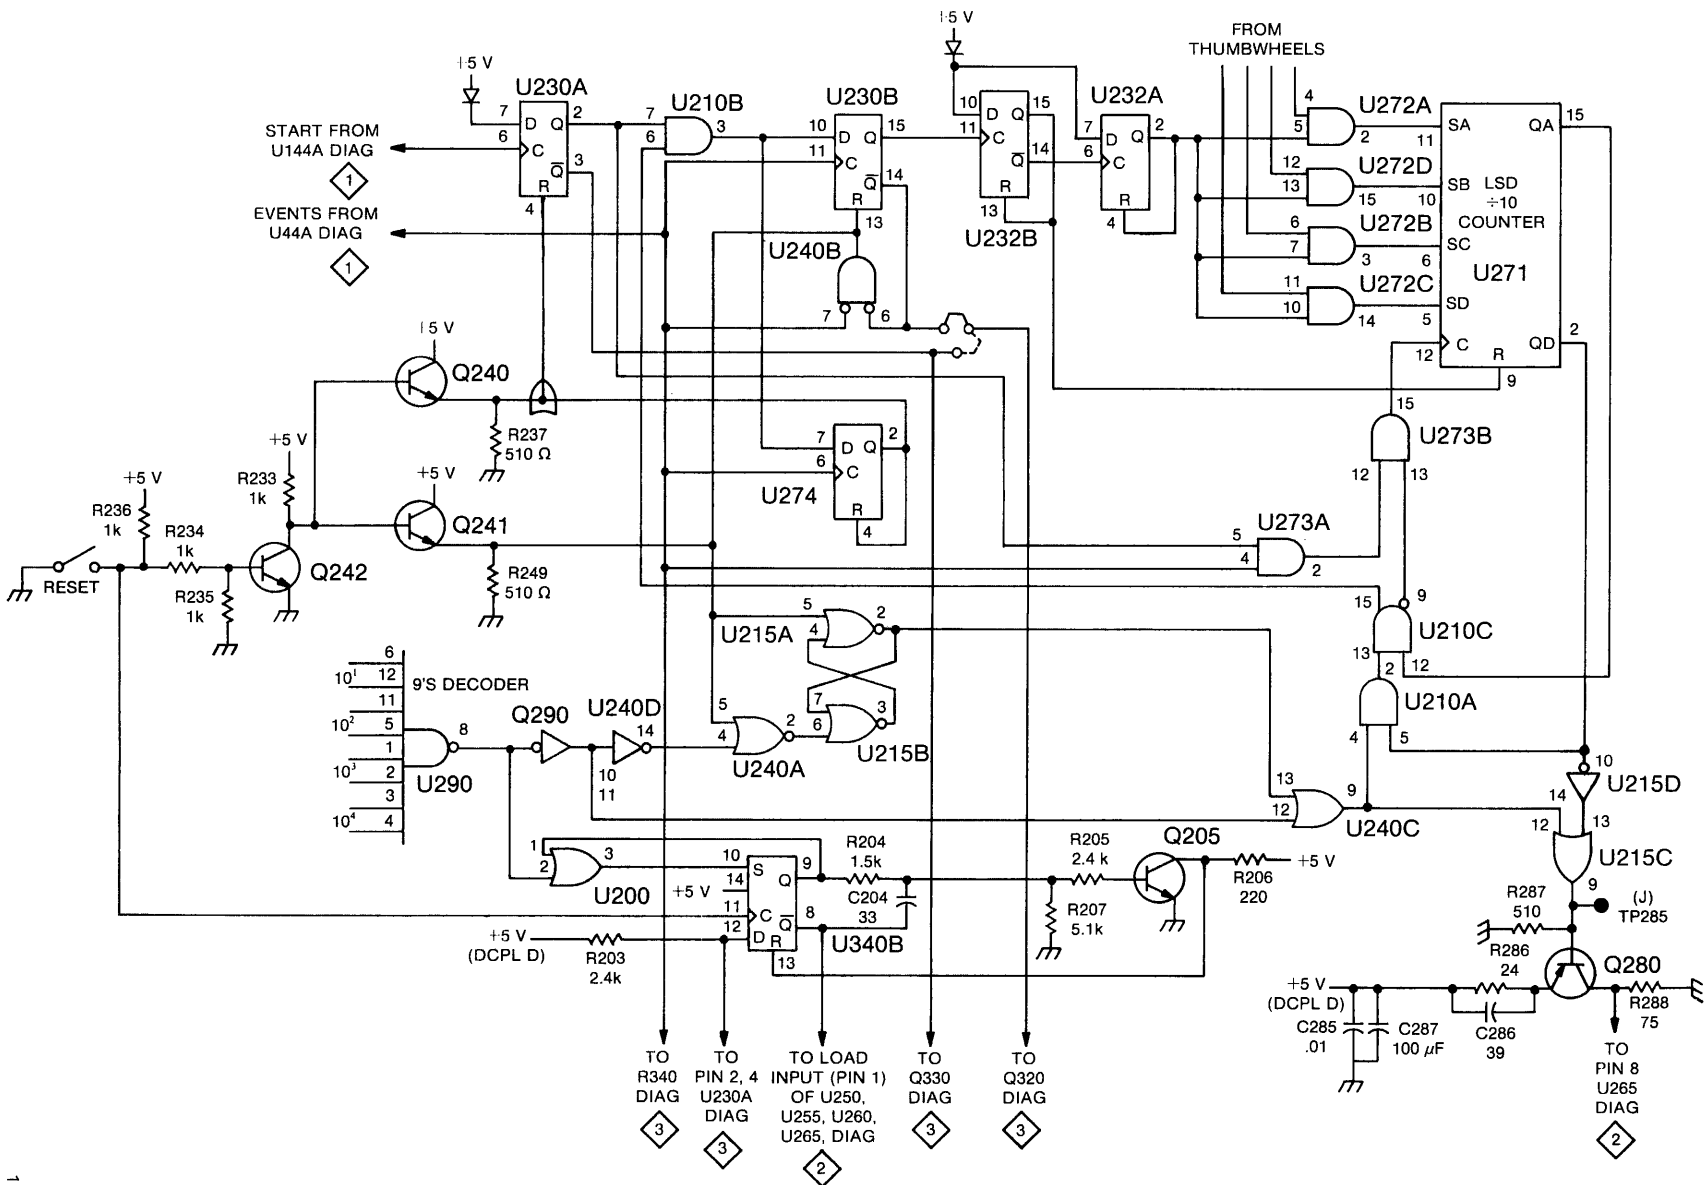 +5 V
U230A
7
D
Q
2
6
C
Q
3
R
4
START FROM
U144A DIAG
1
EVENTS FROM
U44A DIAG
1
U210B
7
6
3
U230B
10
D
Q
15
11
C
Q
14
R
13
+5 V
10
D
Q
15
11
C
Q
14
R
13
U232B
U232A
7
D
Q
2
6
C
R
4
FROM
THUMBWHEELS
4
5
U272A
2
12
13
U272D
15
6
7
U272B
3
11
10
U272C
14
SA
11
SB
10
SC
6
SD
5
C
12
QA
15
LSD
÷10
COUNTER
U271
QD
2
R
9
U240B
7
6
+5 V
Q240
R237
510 Ω
+5 V
R233
1k
+5 V
R236
1k
R234
1k
R235
1k
RESET
Q242
+5 V
Q241
R249
510 Ω
7
D
Q
2
6
C
U274
R
4
U273B
15
12
13
U273A
5
4
2
15
9
U210C
13
12
2
U210A
4
5
U215A
5
4
2
7
6
3
U215B
5
4
2
U240A
9'S DECODER
6
10¹
12
11
10²
5
1
10³
2
3
10⁴
4
8
U290
Q290
U240D
14
10
11
13
12
9
U240C
10
U215D
14
12
13
U215C
9
(J)
TP285
1
2
3
U200
10
S
Q
9
+5 V
14
11
C
Q
8
12
D
R
13
U340B
+5 V
(DCPL D)
R203
2.4k
R204
1.5k
C204
33
R205
2.4 k
R207
5.1k
Q205
R206
220
+5 V
R287
510
R286
24
Q280
+5 V
(DCPL D)
C285
.01
C287
100 µF
C286
39
R288
75
TO
R340
DIAG
3
TO
PIN 2, 4
U230A
DIAG
3
TO LOAD
INPUT (PIN 1)
OF U250,
U255, U260,
U265, DIAG
2
TO
Q330
DIAG
3
TO
Q320
DIAG
3
TO
PIN 8
U265
DIAG
2
1